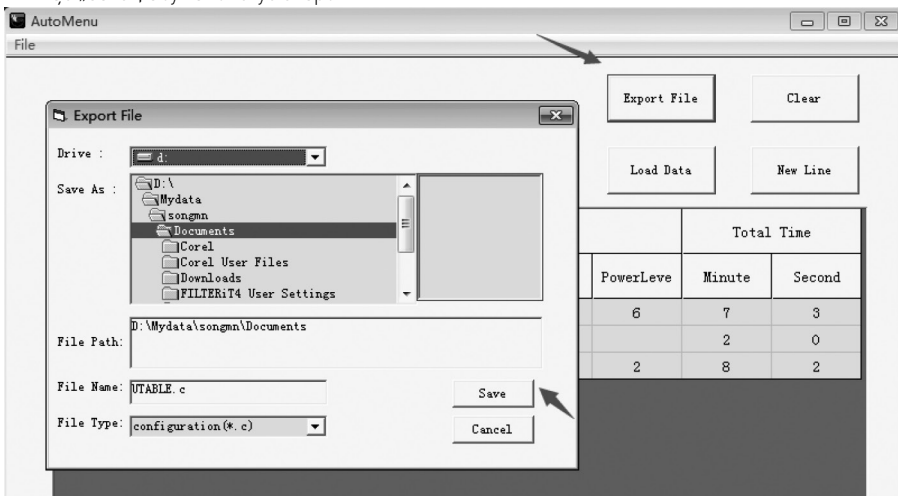 AutoMenu
File
Export File
Clear
Load Data
New Line
Export File
Drive :
d:
Save As :
D:\
Mydata
songmn
Documents
Corel
Corel User Files
Downloads
FILTERiT4 User Settings
File Path:
D:\Mydata\songmn\Documents
File Name:
UTABLE.c
Save
File Type:
configuration(*.c)
Cancel
Total Time
PowerLeve Minute Second
6 7 3
2 0
2 8 2